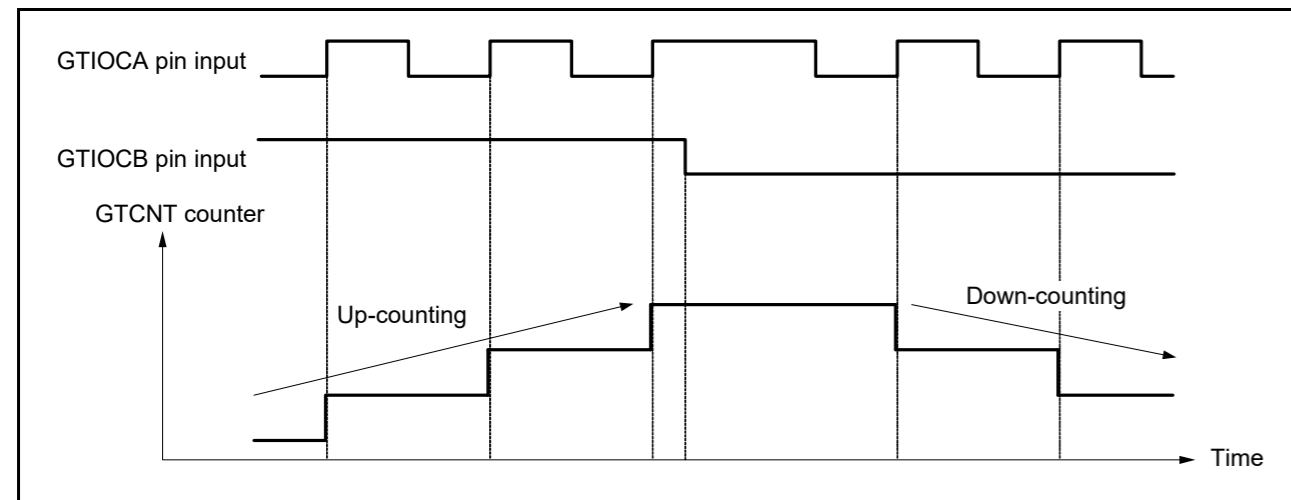 GTIOCA pin input
GTIOCB pin input
GTCNT counter
Up-counting
Down-counting
Time